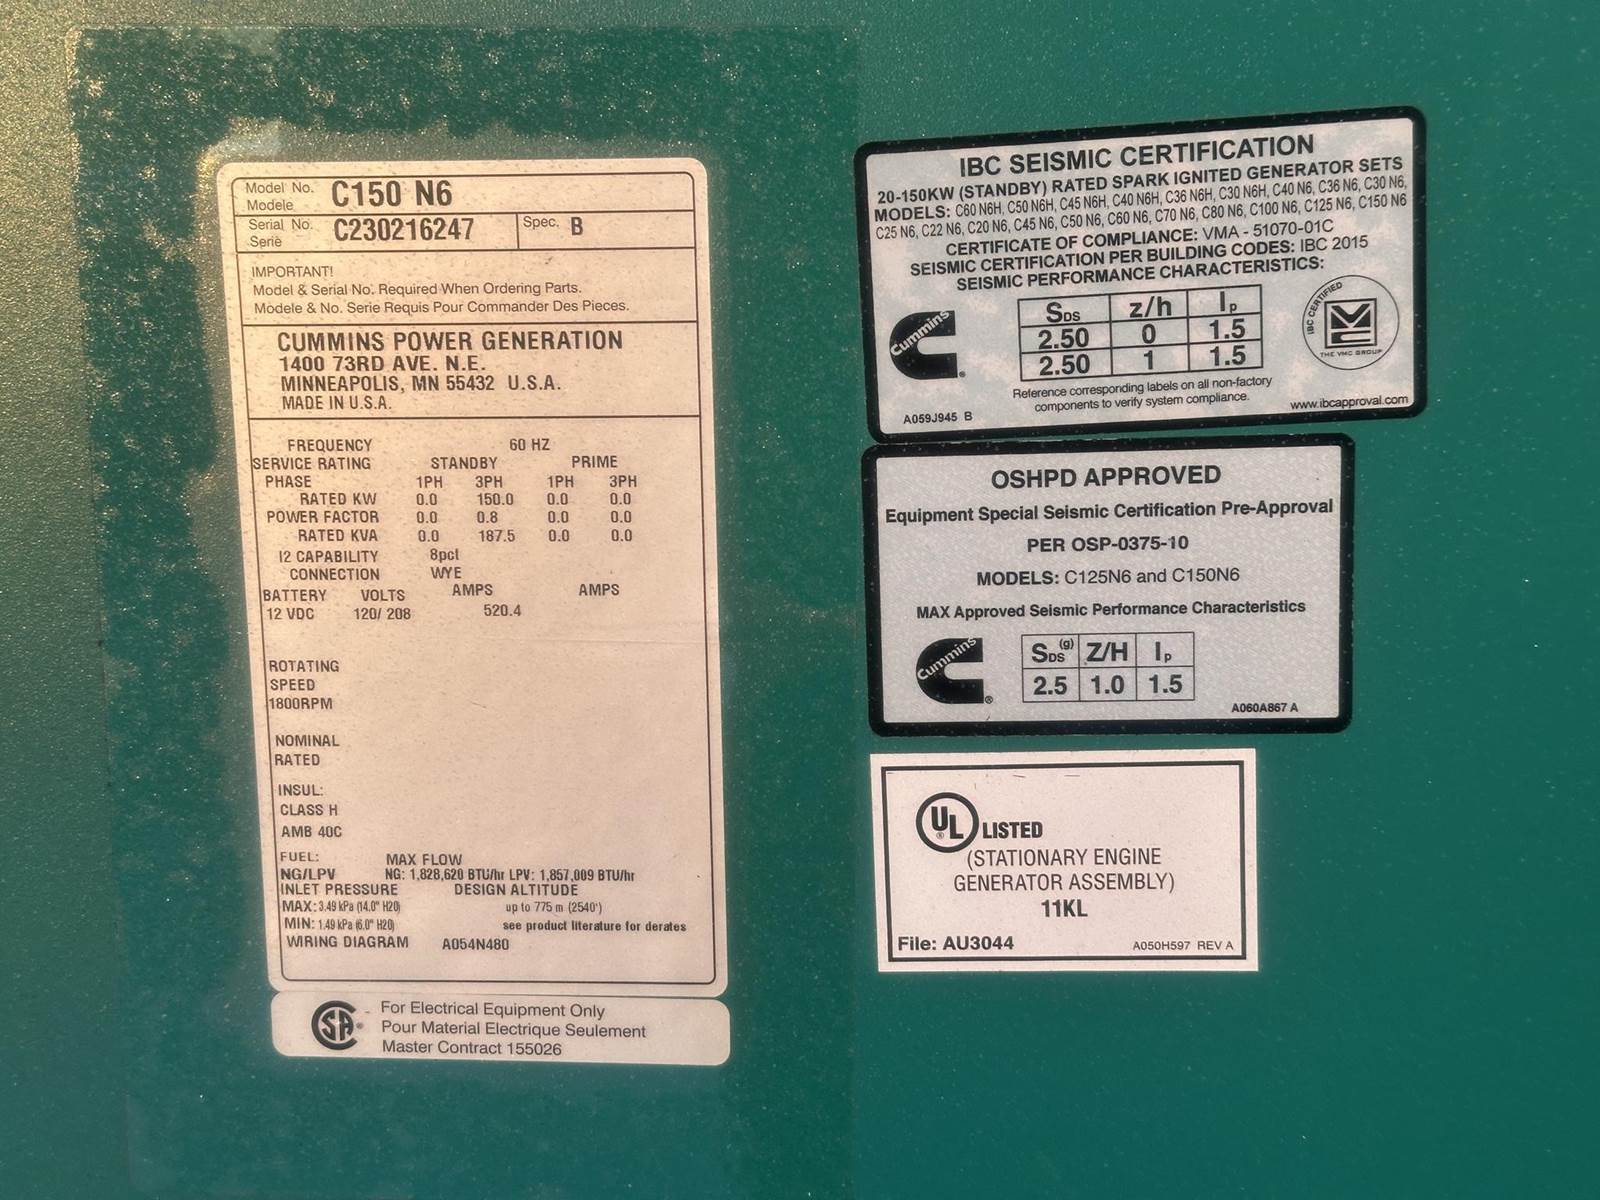 Model No.
Modele
C150 N6
Serial No.
Serie
C230216247
Spec. B
IMPORTANT!
Model & Serial No. Required When Ordering Parts.
Modele & No. Serie Requis Pour Commander Des Pieces.
CUMMINS POWER GENERATION
1400 73RD AVE. N.E.
MINNEAPOLIS, MN 55432 U.S.A.
MADE IN U.S.A.
FREQUENCY 60 HZ
SERVICE RATING STANDBY PRIME
PHASE 1PH 3PH 1PH 3PH
RATED KW 0.0 150.0 0.0 0.0
POWER FACTOR 0.0 0.8 0.0 0.0
RATED KVA 0.0 187.5 0.0 0.0
I2 CAPABILITY 8pct
CONNECTION WYE
BATTERY VOLTS AMPS AMPS
12 VDC 120/ 208 520.4
ROTATING
SPEED
1800RPM
NOMINAL
RATED
INSUL:
CLASS H
AMB 40C
FUEL: MAX FLOW
NG/LPV NG: 1,828,620 BTU/hr LPV: 1,857,009 BTU/hr
INLET PRESSURE DESIGN ALTITUDE
MAX: 3.49 kPa (14.0" H20) up to 775 m (2540')
MIN: 1.49 kPa (6.0" H20) see product literature for derates
WIRING DIAGRAM A054N480
CSA ® For Electrical Equipment Only
Pour Material Electrique Seulement
Master Contract 155026
IBC SEISMIC CERTIFICATION
20-150KW (STANDBY) RATED SPARK IGNITED GENERATOR SETS
MODELS: C60 N6H, C50 N6H, C45 N6H, C40 N6H, C36 N6H, C30 N6H, C40 N6, C36 N6, C30 N6,
C25 N6, C22 N6, C20 N6, C45 N6, C50 N6, C60 N6, C70 N6, C80 N6, C100 N6, C125 N6, C150 N6
CERTIFICATE OF COMPLIANCE: VMA - 51070-01C
SEISMIC CERTIFICATION PER BUILDING CODES: IBC 2015
SEISMIC PERFORMANCE CHARACTERISTICS:
SDS z/h Ip
2.50 0 1.5
2.50 1 1.5
Cummins ®
IBC CERTIFIED
THE VMC GROUP
Reference corresponding labels on all non-factory
components to verify system compliance.
A059J945 B
www.ibcapproval.com
OSHPD APPROVED
Equipment Special Seismic Certification Pre-Approval
PER OSP-0375-10
MODELS: C125N6 and C150N6
MAX Approved Seismic Performance Characteristics
Cummins ®
SDS (g) Z/H Ip
2.5 1.0 1.5
A060A867 A
UL ® LISTED
(STATIONARY ENGINE
GENERATOR ASSEMBLY)
11KL
File: AU3044
A050H597 REV A